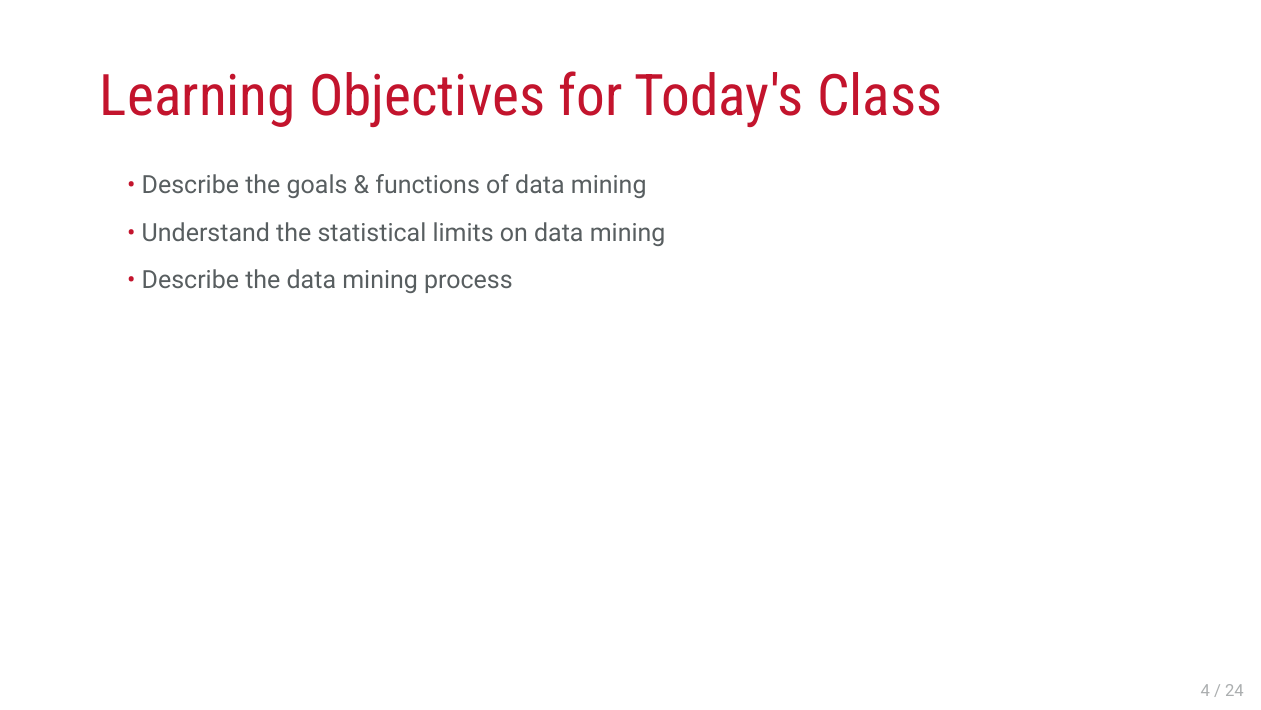 Learning Objectives for Today's Class
• Describe the goals & functions of data mining
• Understand the statistical limits on data mining
• Describe the data mining process
4 / 24